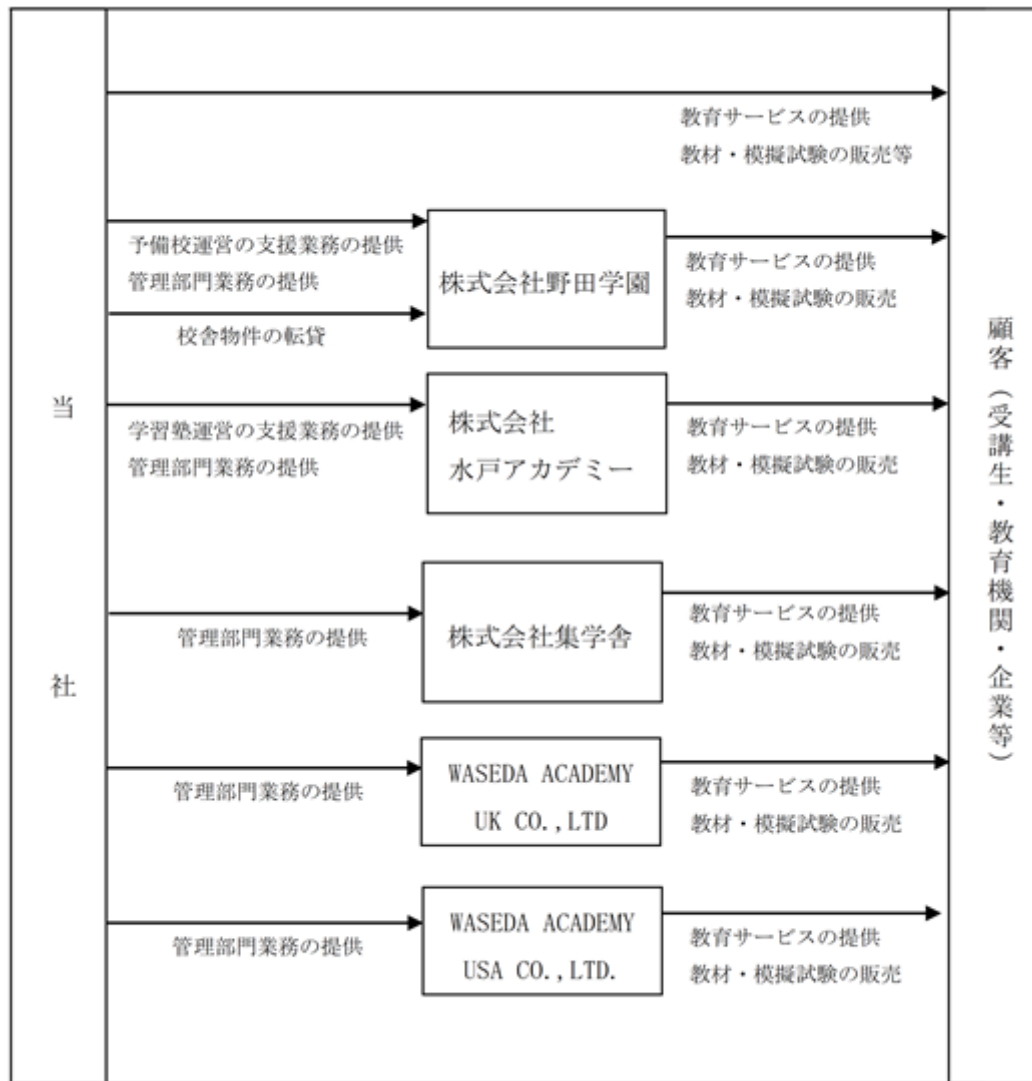 教育サービスの提供
教材・模擬試験の販売等
予備校運営の支援業務の提供
管理部門業務の提供
校舎物件の転貸
株式会社野田学園
教育サービスの提供
教材・模擬試験の販売
当社
学習塾運営の支援業務の提供
管理部門業務の提供
株式会社
水戸アカデミー
教育サービスの提供
教材・模擬試験の販売
管理部門業務の提供
株式会社集学舎
教育サービスの提供
教材・模擬試験の販売
管理部門業務の提供
WASEDA ACADEMY
UK CO.,LTD
教育サービスの提供
教材・模擬試験の販売
管理部門業務の提供
WASEDA ACADEMY
USA CO.,LTD.
教育サービスの提供
教材・模擬試験の販売
顧客（受講生・教育機関・企業等）